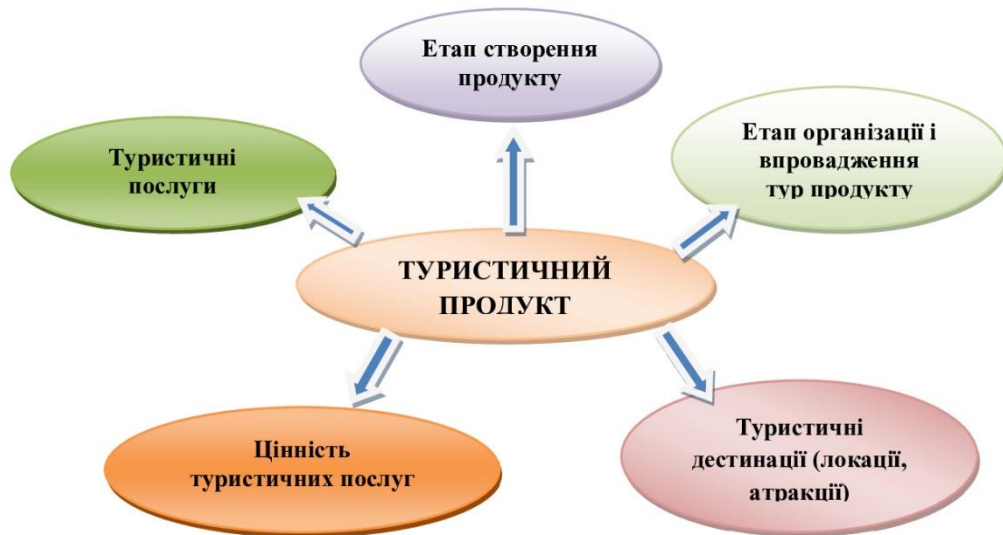 Етап створення
продукту
Туристичні
послуги
Етап організації і
впровадження
тур продукту
ТУРИСТИЧНИЙ
ПРОДУКТ
Цінність
туристичних послуг
Туристичні
дестинації (локації,
атракції)